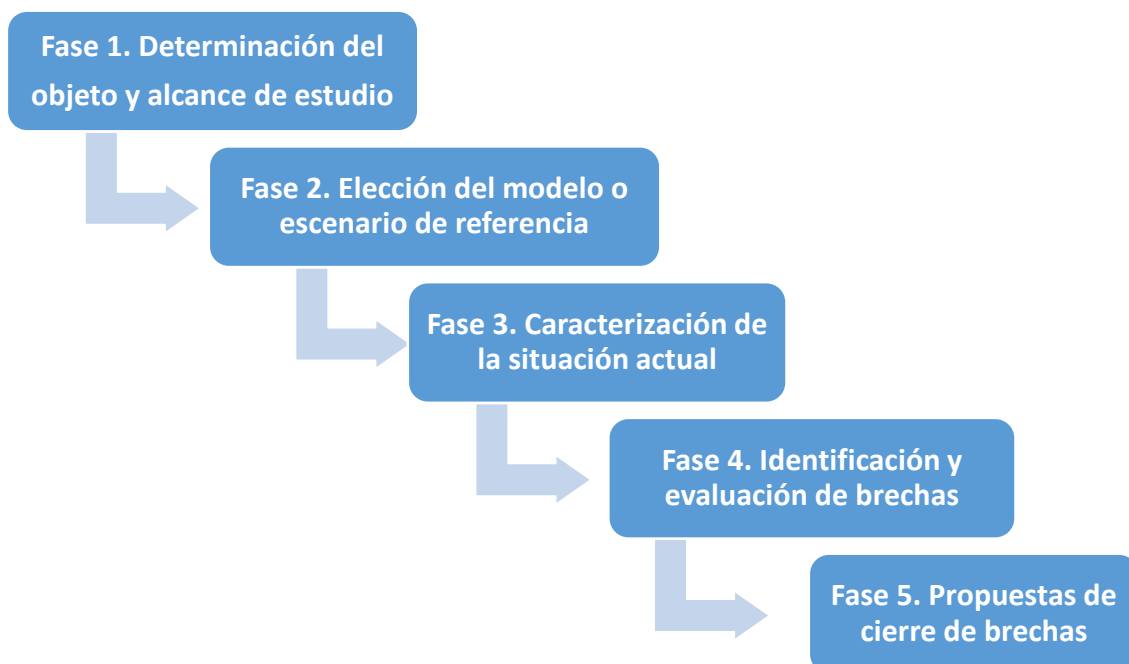 Fase 1. Determinación del
objeto y alcance de estudio
Fase 2. Elección del modelo o
escenario de referencia
Fase 3. Caracterización de
la situación actual
Fase 4. Identificación y
evaluación de brechas
Fase 5. Propuestas de
cierre de brechas